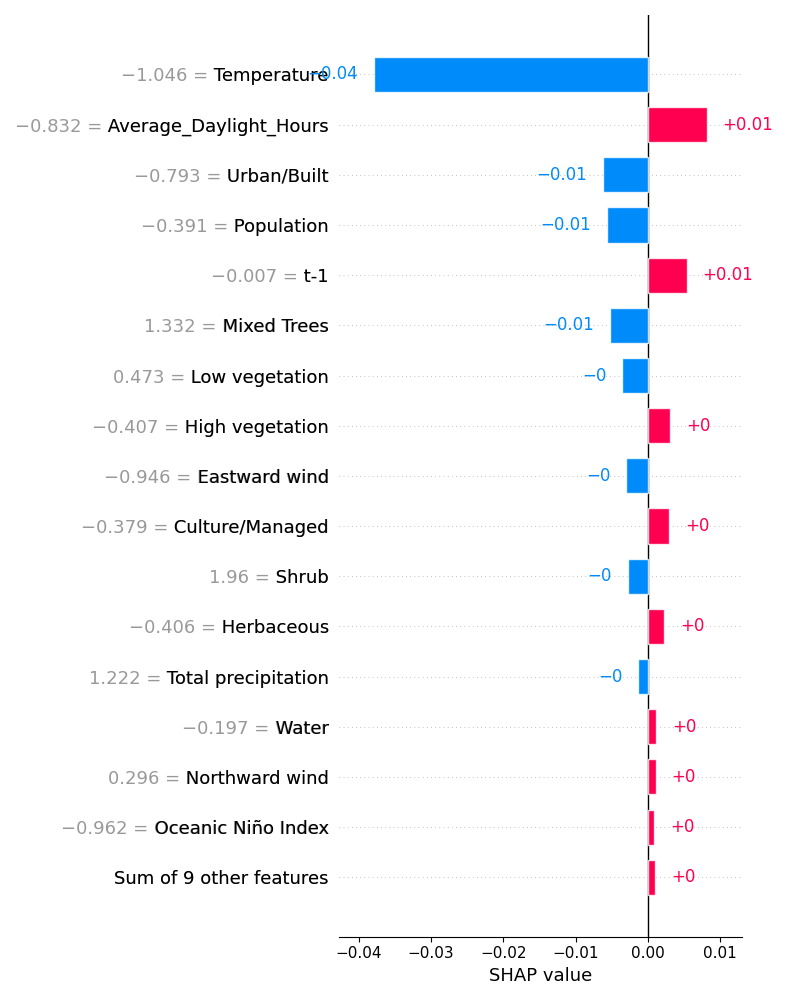 −1.046 = Temperature −0.04
−0.832 = Average_Daylight_Hours +0.01
−0.793 = Urban/Built −0.01
−0.391 = Population −0.01
−0.007 = t-1 +0.01
1.332 = Mixed Trees −0.01
0.473 = Low vegetation −0
−0.407 = High vegetation +0
−0.946 = Eastward wind −0
−0.379 = Culture/Managed +0
1.96 = Shrub −0
−0.406 = Herbaceous +0
1.222 = Total precipitation −0
−0.197 = Water +0
0.296 = Northward wind +0
−0.962 = Oceanic Niño Index +0
Sum of 9 other features +0
−0.04 −0.03 −0.02 −0.01 0.00 0.01
SHAP value